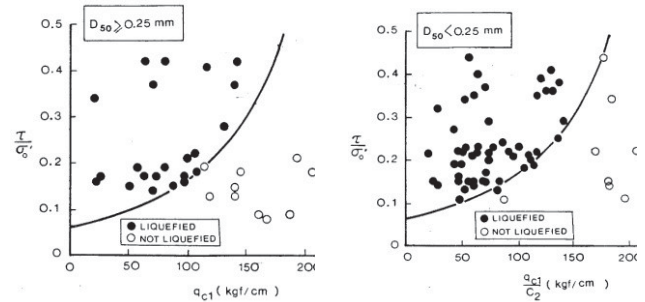 D50 ⩾ 0.25 mm
0.5
0.4
0.3
τ
σo'
0.2
0.1
0
● LIQUEFIED
○ NOT LIQUEFIED
0 50 100 150 200
qc1 (kgf/cm)
D50 < 0.25 mm
0.5
0.4
0.3
τ
σo'
0.2
0.1
0
● LIQUEFIED
○ NOT LIQUEFIED
0 50 100 150 200
qc1
C2
(kgf/cm)